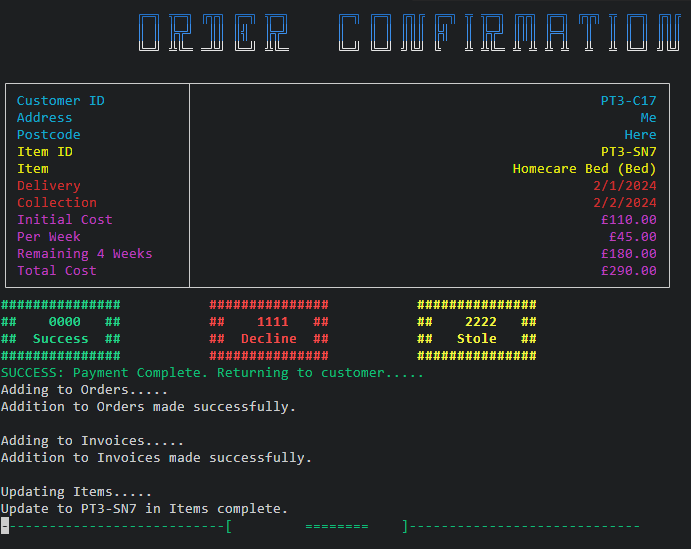 ORDER CONFIRMATION
Customer ID PT3-C17
Address Me
Postcode Here
Item ID PT3-SN7
Item Homecare Bed (Bed)
Delivery 2/1/2024
Collection 2/2/2024
Initial Cost £110.00
Per Week £45.00
Remaining 4 Weeks £180.00
Total Cost £290.00
############### ############### ###############
## 0000 ## ## 1111 ## ## 2222 ##
## Success ## ## Decline ## ## Stole ##
############### ############### ###############
SUCCESS: Payment Complete. Returning to customer.....
Adding to Orders.....
Addition to Orders made successfully.
Adding to Invoices.....
Addition to Invoices made successfully.
Updating Items.....
Update to PT3-SN7 in Items complete.
----------------------------[ ======== ]-----------------------------